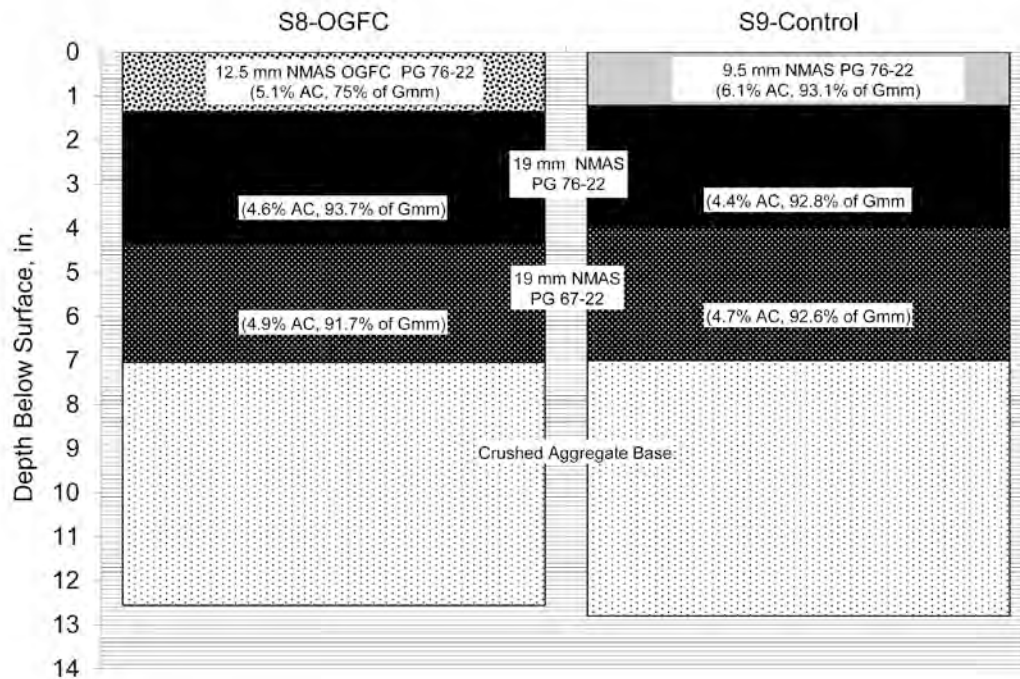 S8-OGFC
S9-Control
0
1
2
3
4
5
6
7
8
9
10
11
12
13
14
Depth Below Surface, in.
12.5 mm NMAS OGFC PG 76-22
(5.1% AC, 75% of Gmm)
9.5 mm NMAS PG 76-22
(6.1% AC, 93.1% of Gmm)
19 mm NMAS
PG 76-22
(4.6% AC, 93.7% of Gmm)
(4.4% AC, 92.8% of Gmm
19 mm NMAS
PG 67-22
(4.9% AC, 91.7% of Gmm)
(4.7% AC, 92.6% of Gmm)
Crushed Aggregate Base